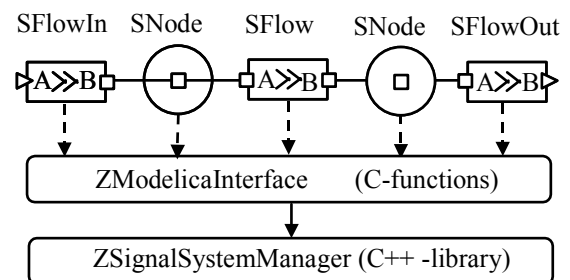 SFlowIn SNode SFlow SNode SFlowOut
A≫B A≫B A≫B
ZModelicaInterface (C-functions)
ZSignalSystemManager (C++ -library)